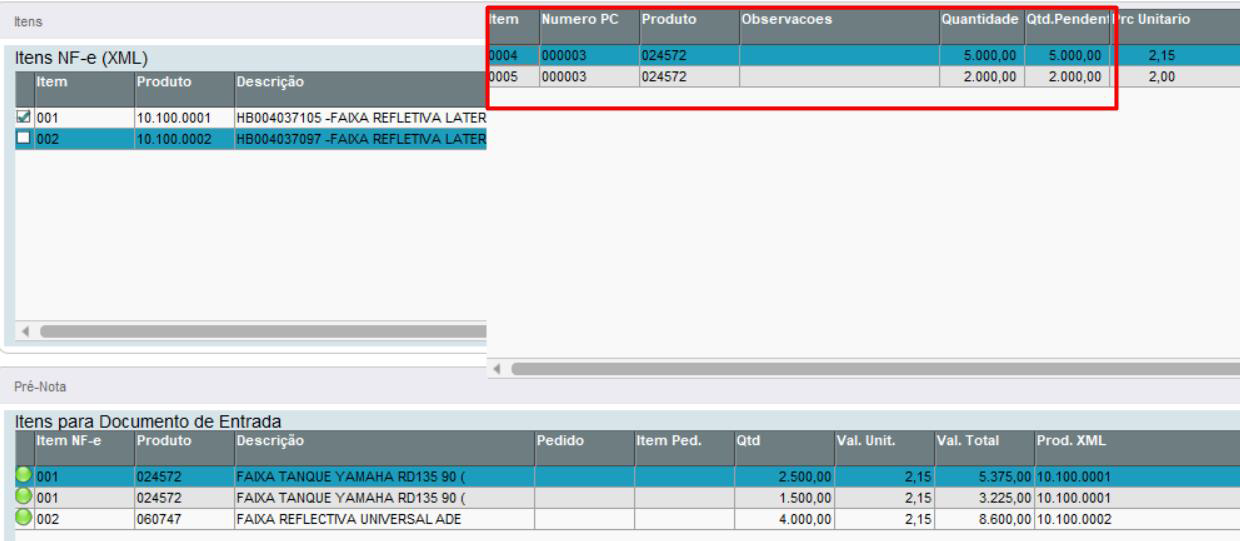 Itens
Itens NF-e (XML)
Item Produto Descrição
001 10.100.0001 HB004037105 -FAIXA REFLETIVA LATER
002 10.100.0002 HB004037097 -FAIXA REFLETIVA LATER
Item Numero PC Produto Observacoes Quantidade Qtd.Pendent Prc Unitario
0004 000003 024572 5.000,00 5.000,00 2,15
0005 000003 024572 2.000,00 2.000,00 2,00
Pré-Nota
Itens para Documento de Entrada
Item NF-e Produto Descrição Pedido Item Ped. Qtd Val. Unit. Val. Total Prod. XML
001 024572 FAIXA TANQUE YAMAHA RD135 90 ( 2.500,00 2,15 5.375,00 10.100.0001
001 024572 FAIXA TANQUE YAMAHA RD135 90 ( 1.500,00 2,15 3.225,00 10.100.0001
002 060747 FAIXA REFLECTIVA UNIVERSAL ADE 4.000,00 2,15 8.600,00 10.100.0002